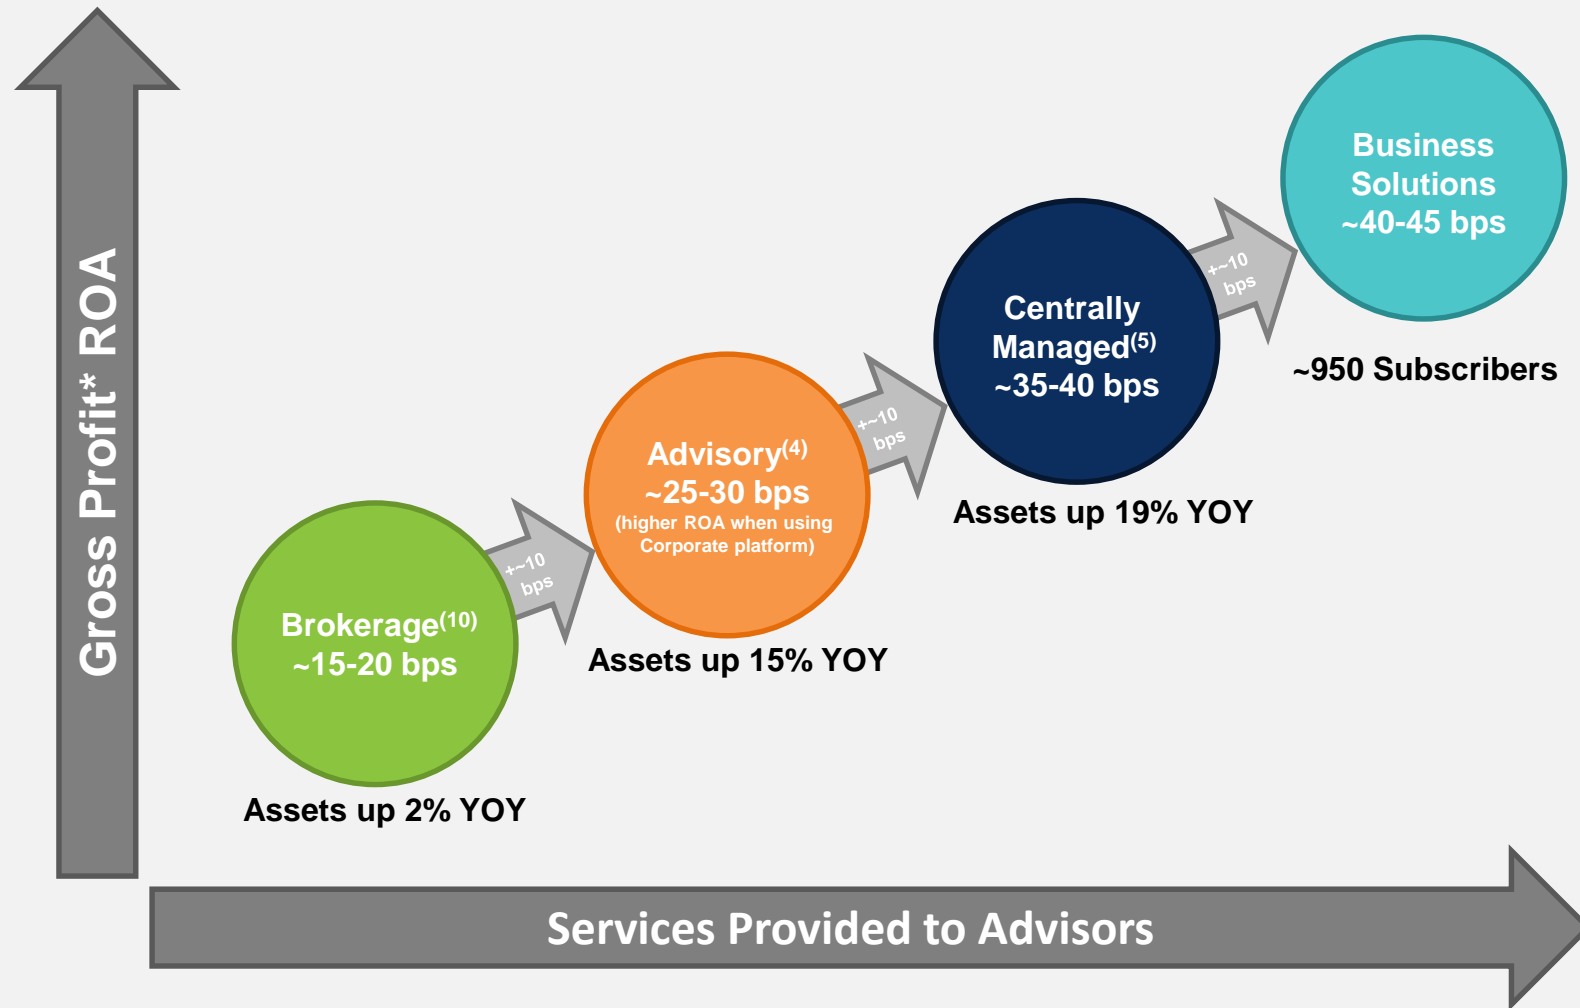 Gross Profit* ROA
Business
Solutions
~40-45 bps
+~10
bps
~950 Subscribers
Centrally
Managed(5)
~35-40 bps
+~10
bps
Assets up 19% YOY
Advisory(4)
~25-30 bps
(higher ROA when using
Corporate platform)
+~10
bps
Assets up 15% YOY
Brokerage(10)
~15-20 bps
Assets up 2% YOY
Services Provided to Advisors